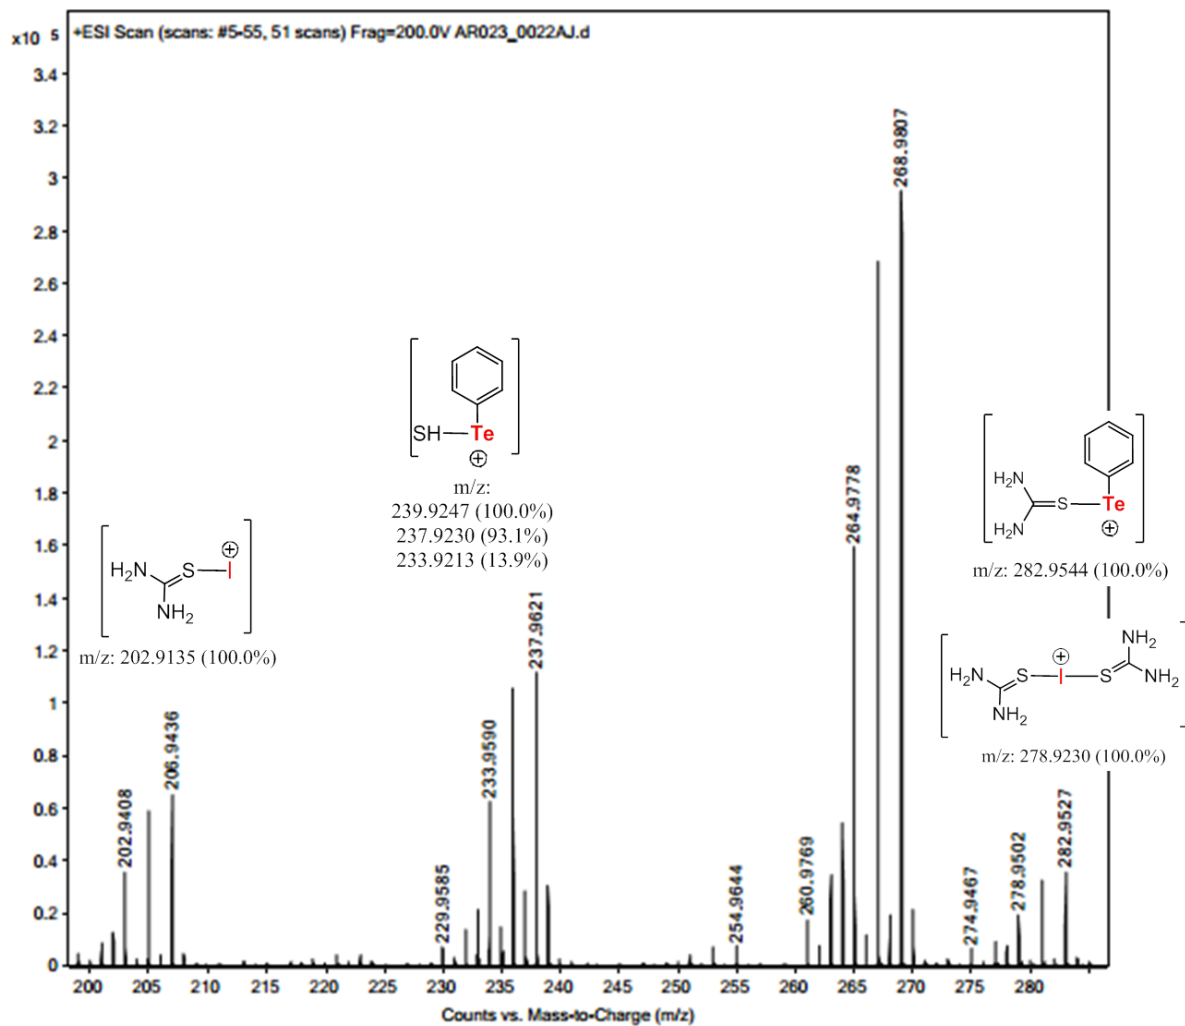 x10 5
+ESI Scan (scans: #5-55, 51 scans) Frag=200.0V AR023_0022AJ.d
3.4
3.2
3
2.8
2.6
2.4
2.2
2
1.8
1.6
1.4
1.2
1
0.8
0.6
0.4
0.2
0
202.9408
206.9436
229.9585
233.9590
237.9621
254.9644
260.9769
264.9778
268.9807
274.9467
278.9502
282.9527
H₂N
S
I
+
NH₂
m/z: 202.9135 (100.0%)
SH
Te
+
m/z:
239.9247 (100.0%)
237.9230 (93.1%)
233.9213 (13.9%)
H₂N
S
Te
H₂N
+
m/z: 282.9544 (100.0%)
NH₂
+
H₂N
S
I
S
NH₂
NH₂
m/z: 278.9230 (100.0%)
200 205 210 215 220 225 230 235 240 245 250 255 260 265 270 275 280
Counts vs. Mass-to-Charge (m/z)